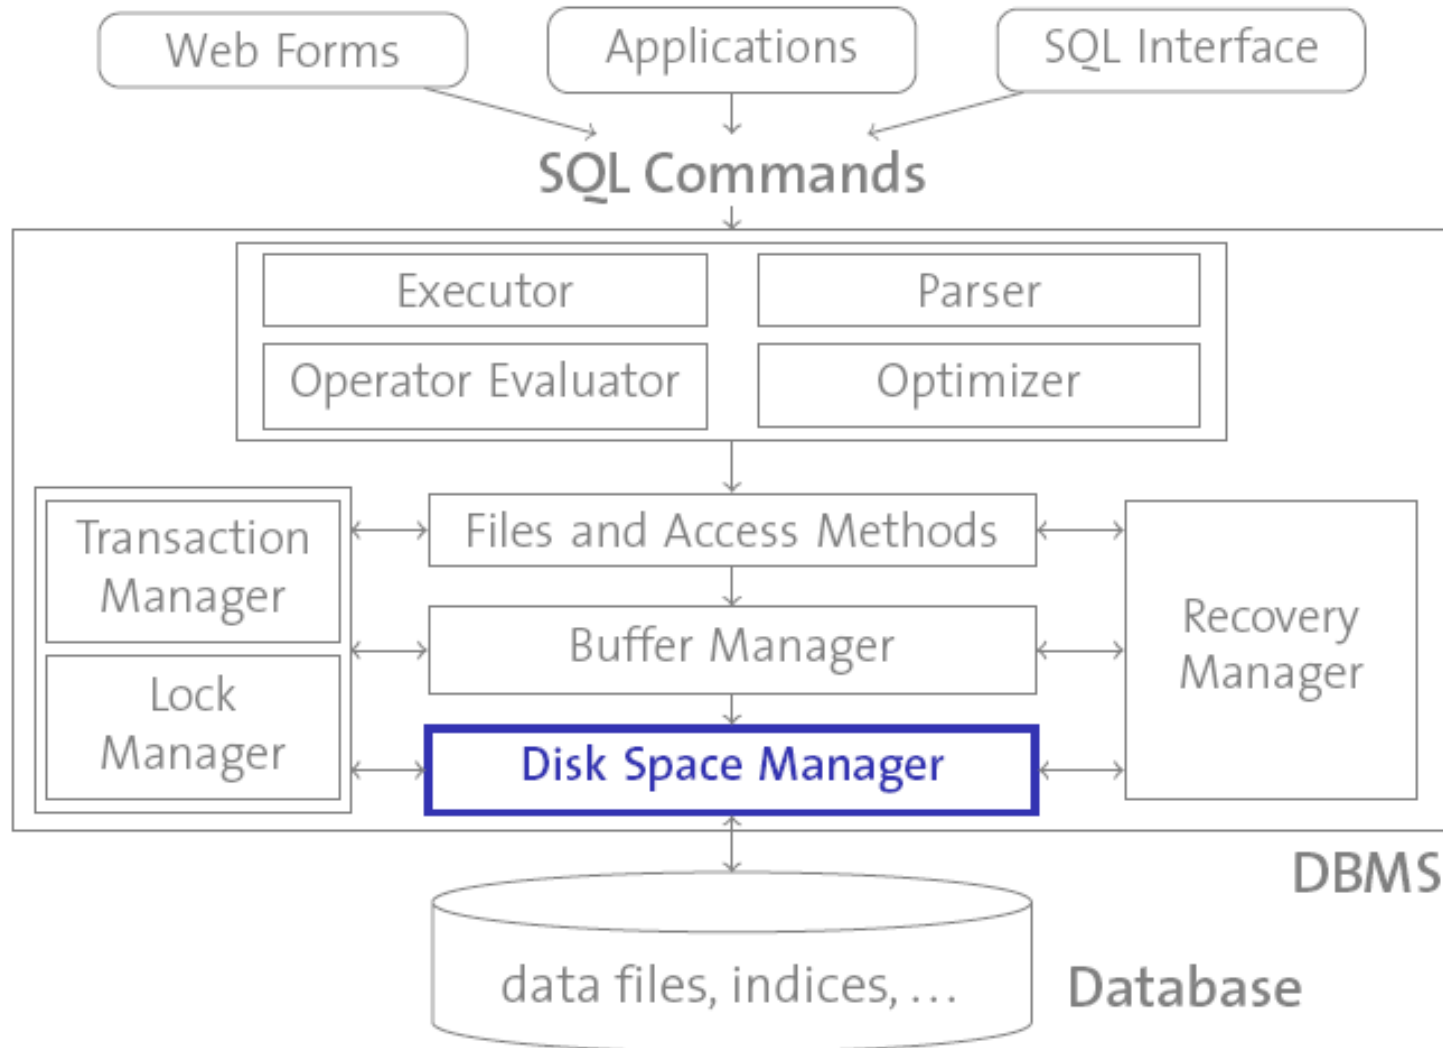 Web Forms
Applications
SQL Interface
SQL Commands
Executor
Parser
Operator Evaluator
Optimizer
Transaction
Manager
Lock
Manager
Files and Access Methods
Buffer Manager
Disk Space Manager
Recovery
Manager
DBMS
data files, indices, …
Database